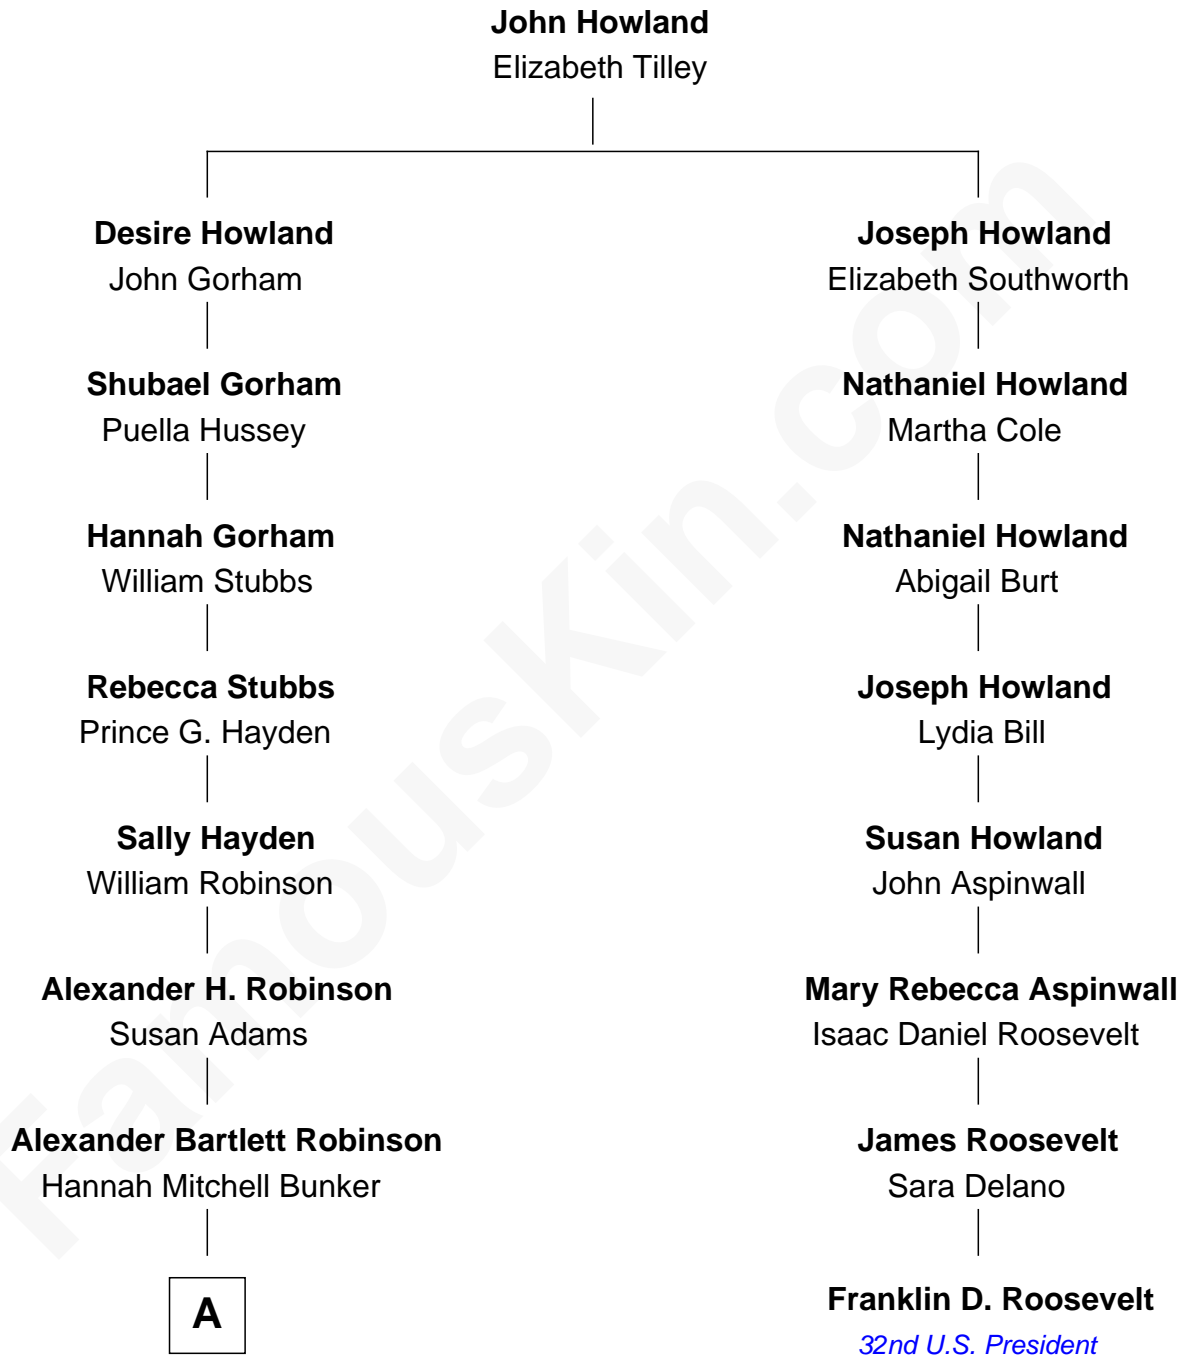 John Howland
Elizabeth Tilley
Desire Howland
John Gorham
Joseph Howland
Elizabeth Southworth
Shubael Gorham
Puella Hussey
Nathaniel Howland
Martha Cole
Hannah Gorham
William Stubbs
Nathaniel Howland
Abigail Burt
Rebecca Stubbs
Prince G. Hayden
Joseph Howland
Lydia Bill
Sally Hayden
William Robinson
Susan Howland
John Aspinwall
Alexander H. Robinson
Susan Adams
Mary Rebecca Aspinwall
Isaac Daniel Roosevelt
Alexander Bartlett Robinson
Hannah Mitchell Bunker
James Roosevelt
Sara Delano
A
Franklin D. Roosevelt
32nd U.S. President
FamousKin.com